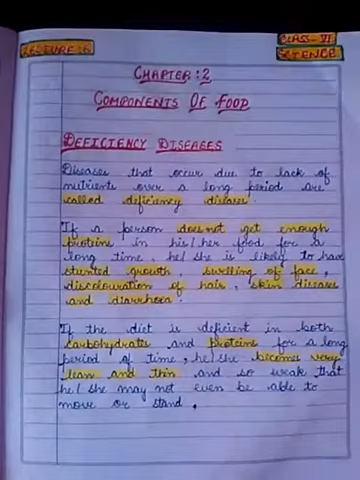 LECTURE:6
CLASS-VI
SCIENCE
CHAPTER:2
COMPONENTS OF FOOD
DEFICIENCY DISEASES
Diseases that occur due to lack of
nutrients over a long period are
called deficiency diseases.
If a person does not get enough
proteins in his/her food for a
long time, he/she is likely to have
stunted growth, swelling of face,
discolouration of hair, skin diseases
and diarrhoea.
If the diet is deficient in both
carbohydrates and proteins for a long
period of time, he/she becomes very
lean and thin and so weak that
he/she may not even be able to
move or stand.